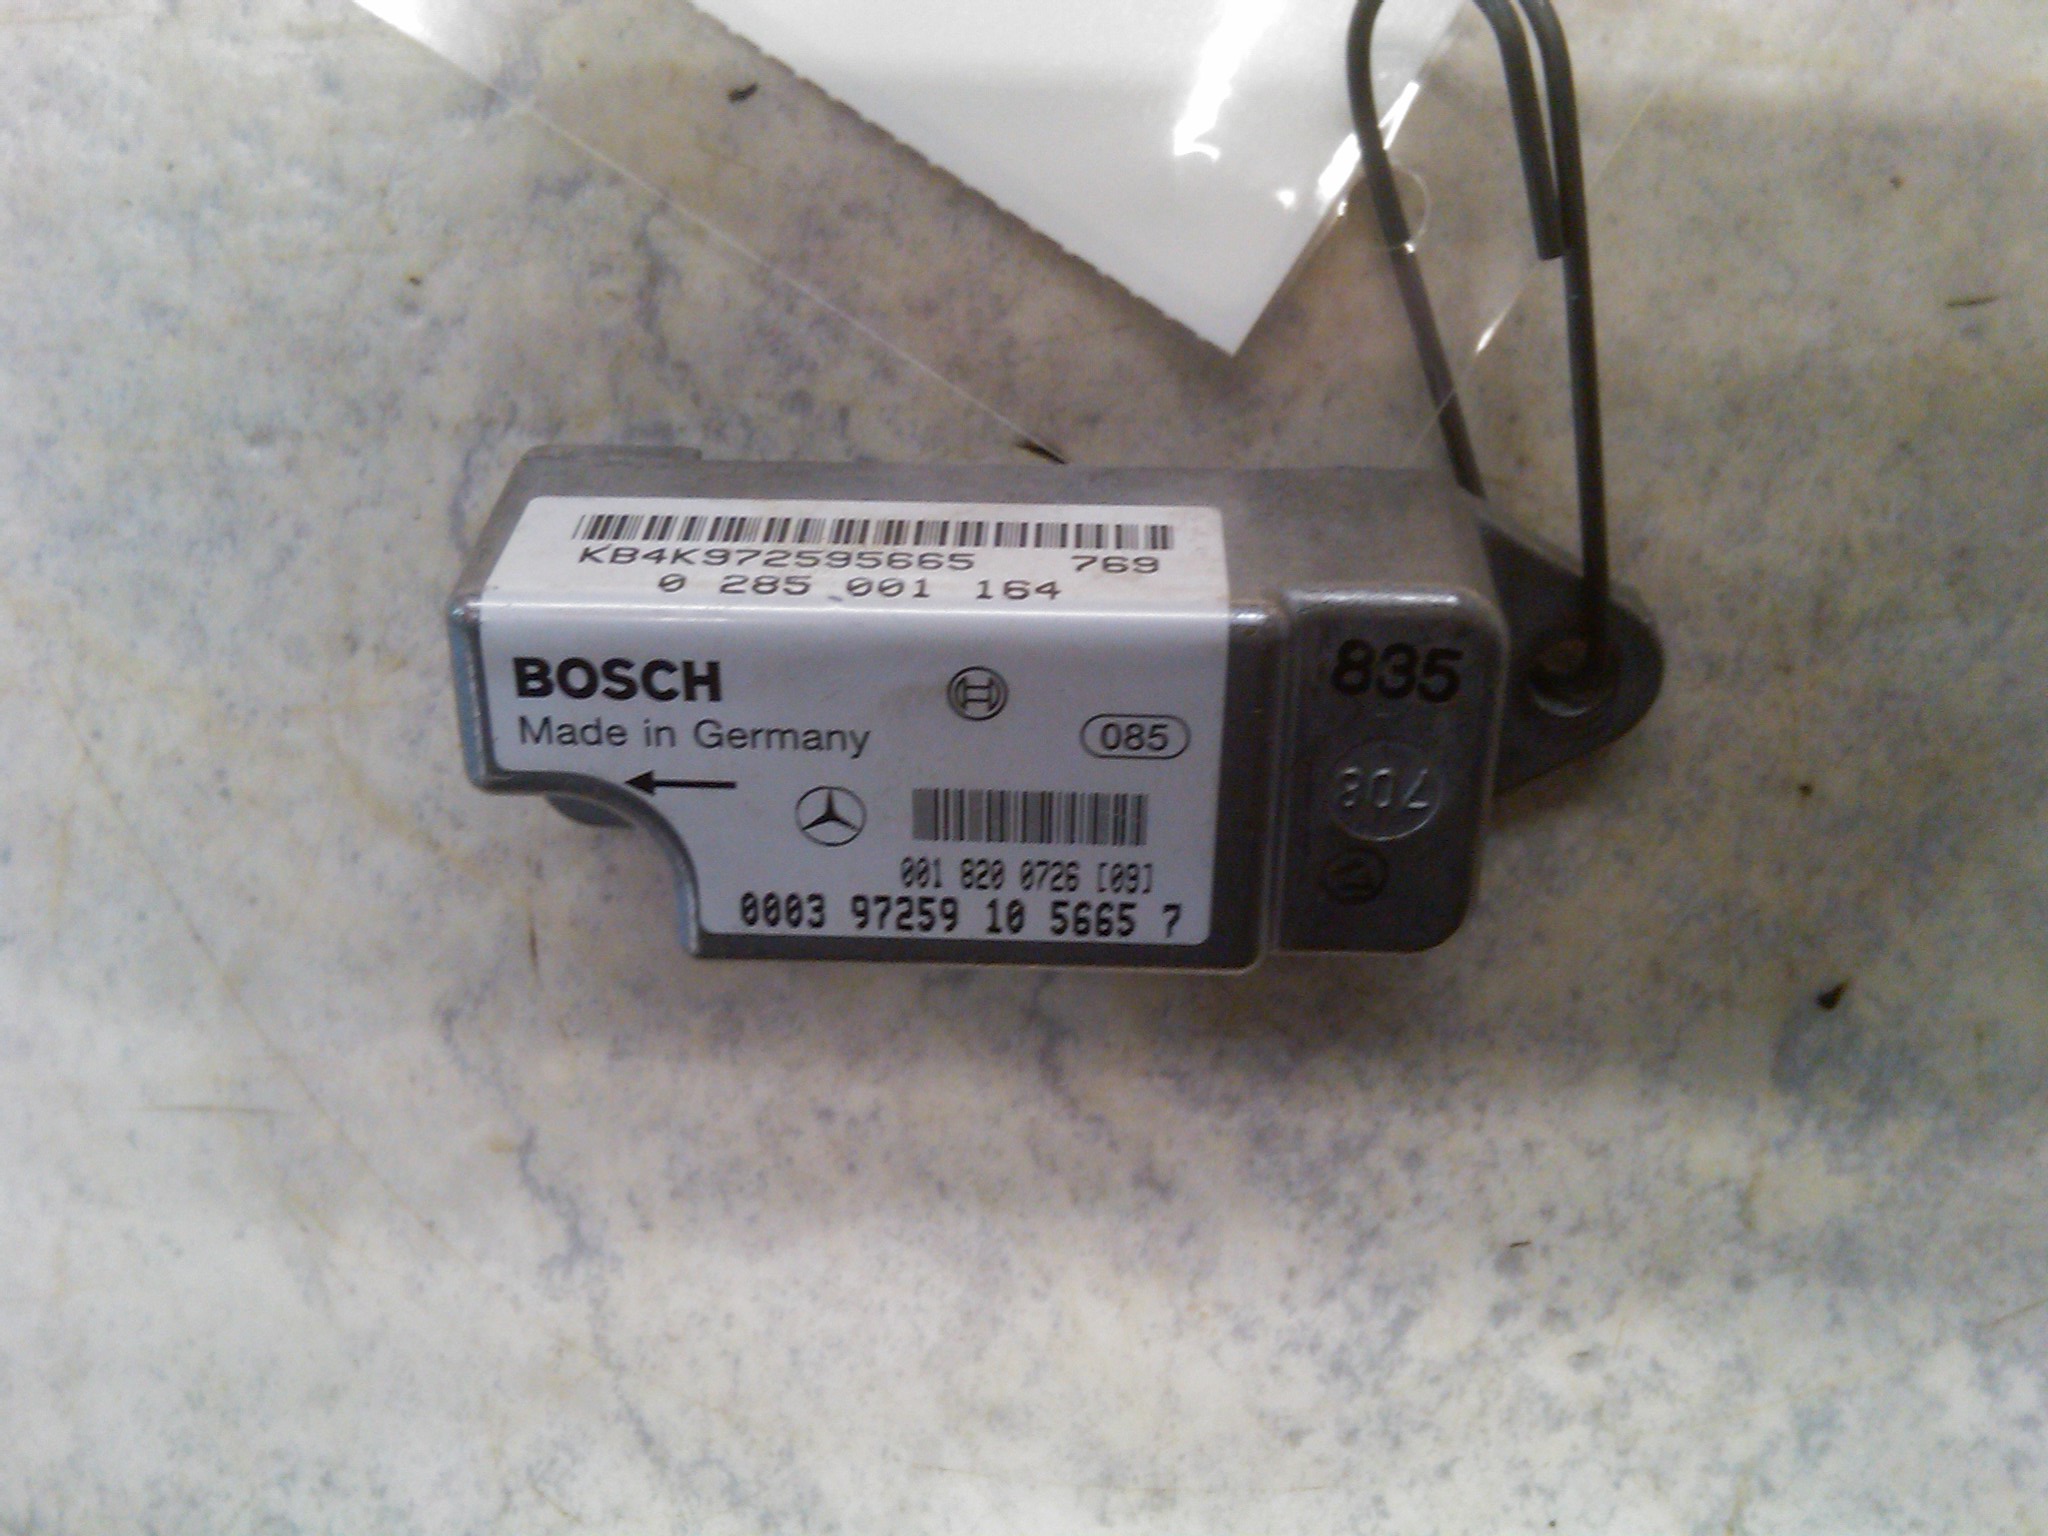 KB4K972595665 769
0 285 001 164
BOSCH
Made in Germany
085
835
708
001 820 0726 [09]
0003 97259 10 5665 7